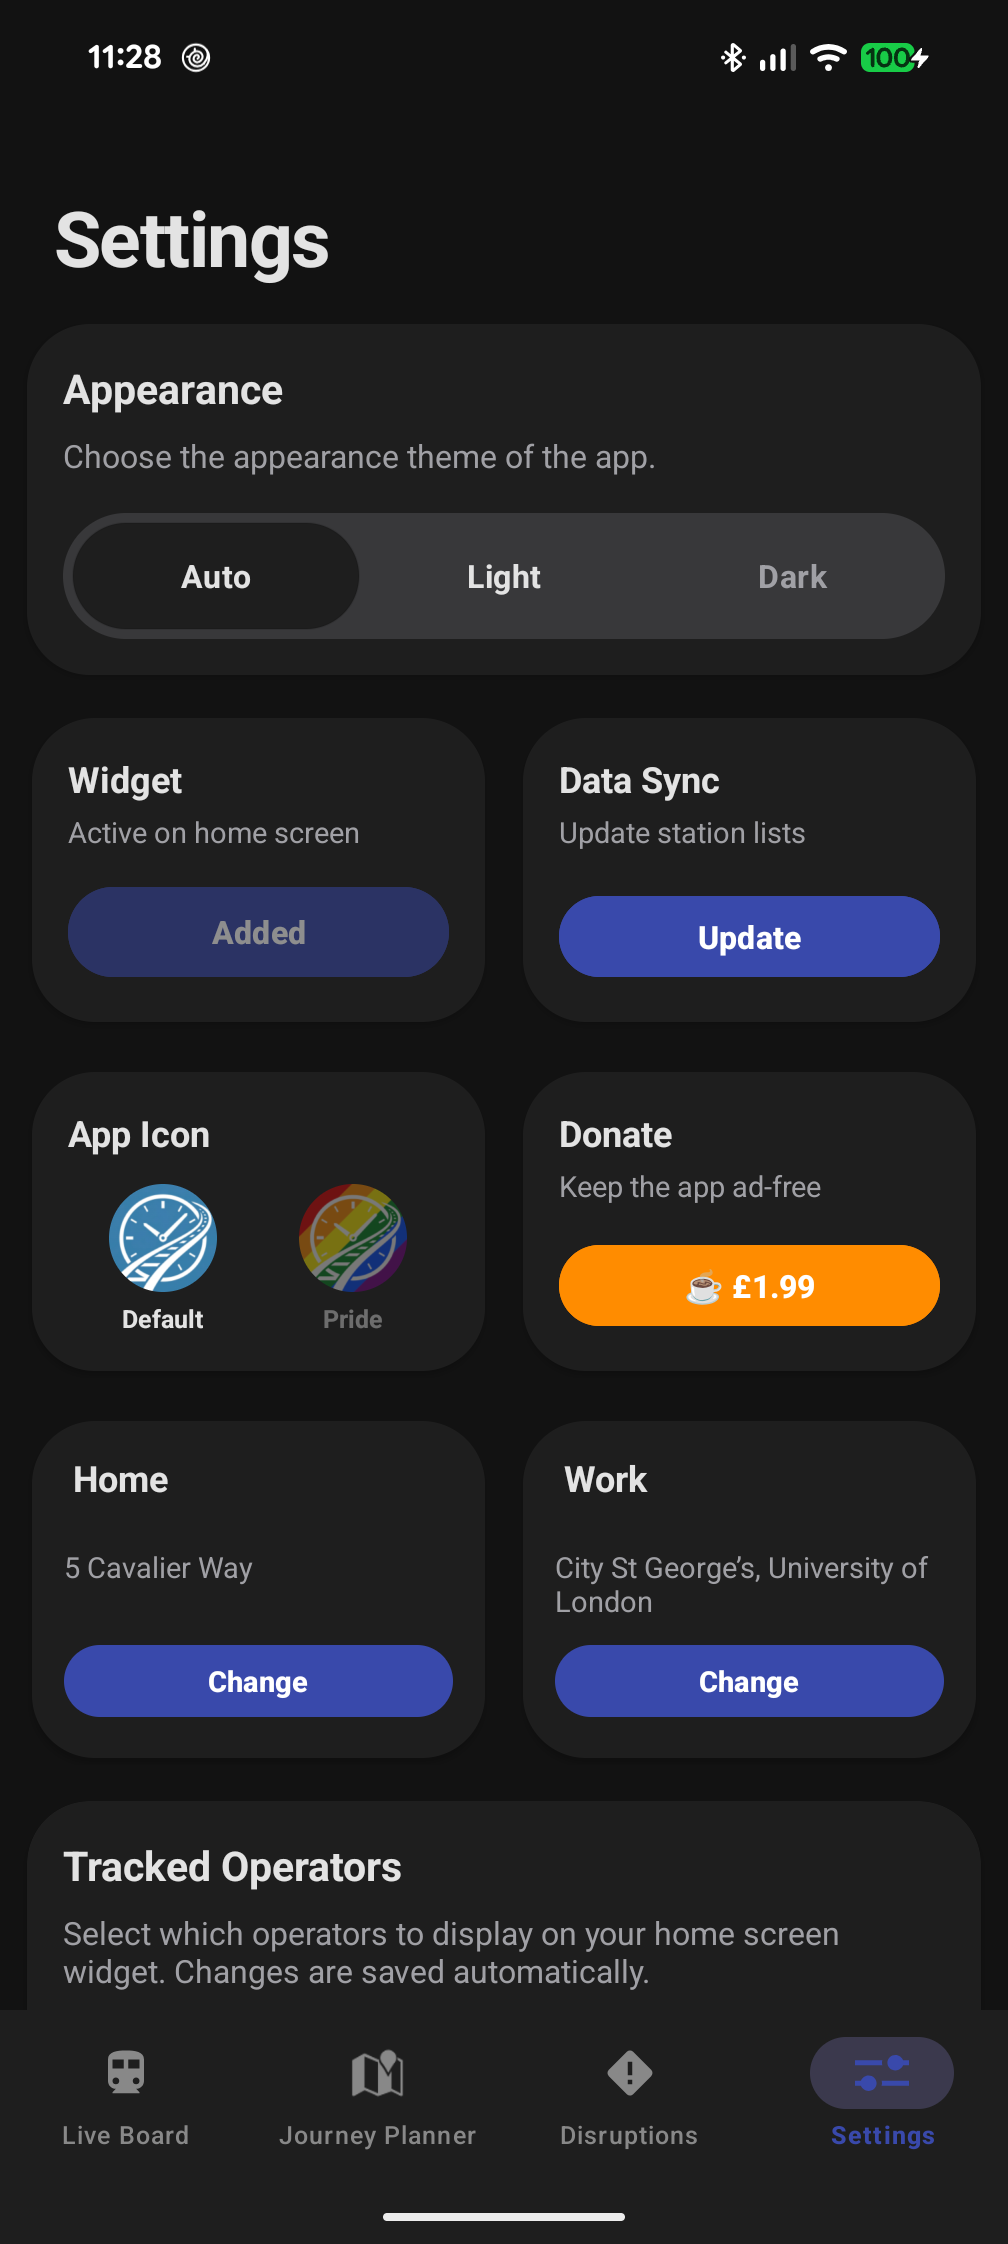 11:28
100
Settings
Appearance
Choose the appearance theme of the app.
Auto
Light
Dark
Widget
Active on home screen
Added
Data Sync
Update station lists
Update
App Icon
Default
Pride
Donate
Keep the app ad-free
☕ £1.99
Home
5 Cavalier Way
Change
Work
City St George’s, University of
London
Change
Tracked Operators
Select which operators to display on your home screen
widget. Changes are saved automatically.
Live Board
Journey Planner
Disruptions
Settings